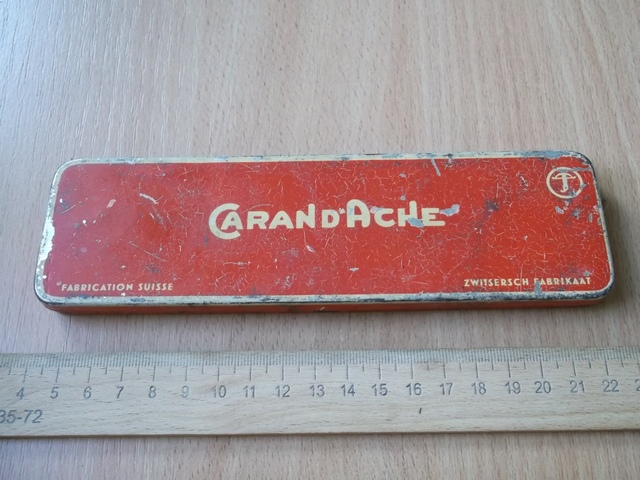 CARAN D'ACHE
FABRICATION SUISSE
ZWITSERSCH FABRIKAAT
4 5 6 7 8 9 10 11 12 13 14 15 16 17 18 19 20 21 22
35-72